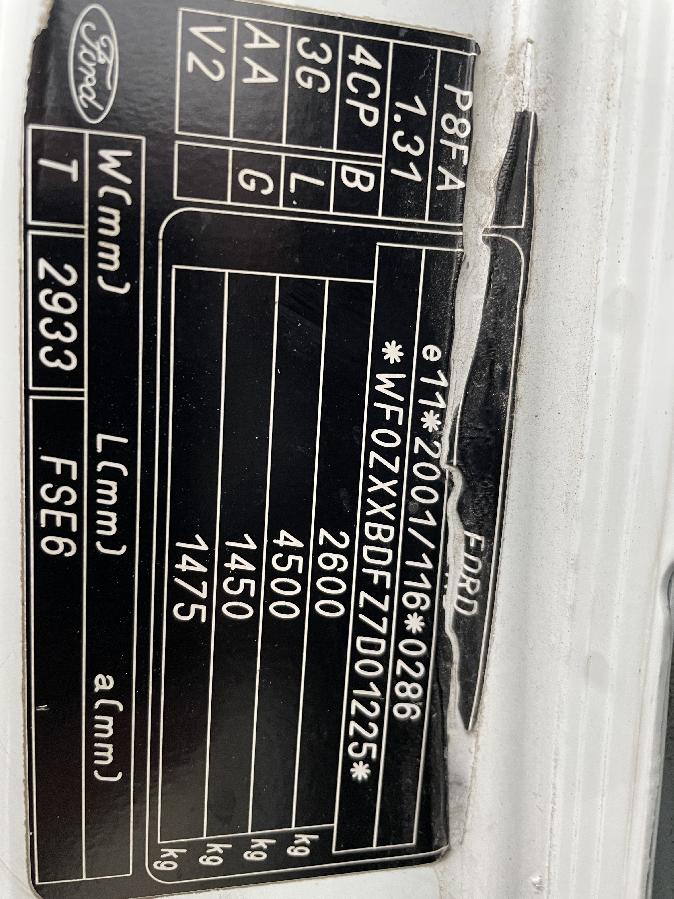 FORD
P8FA
1.31
4CP B
3G L
AA G
V2
e11*2001/116*0286
*WF0ZXXBDFZ7D01225*
2600 kg
4500 kg
1450 kg
1475 kg
W(mm) L(mm) a(mm)
T 2933 FSE6
Ford